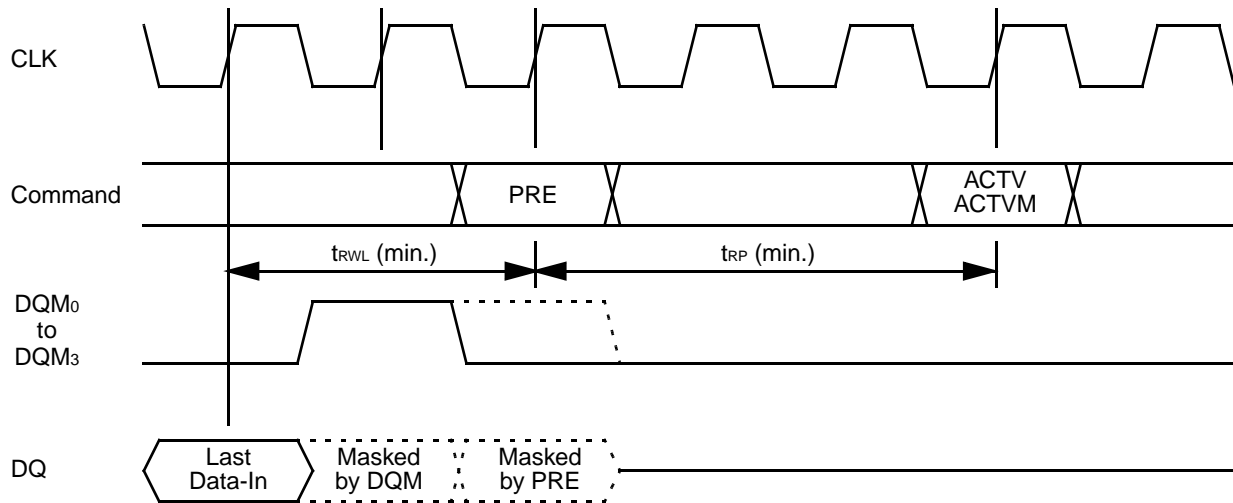 CLK
Command
PRE
ACTV
ACTVM
tRWL (min.)
tRP (min.)
DQM0
to
DQM3
DQ
Last
Data-In
Masked
by DQM
Masked
by PRE